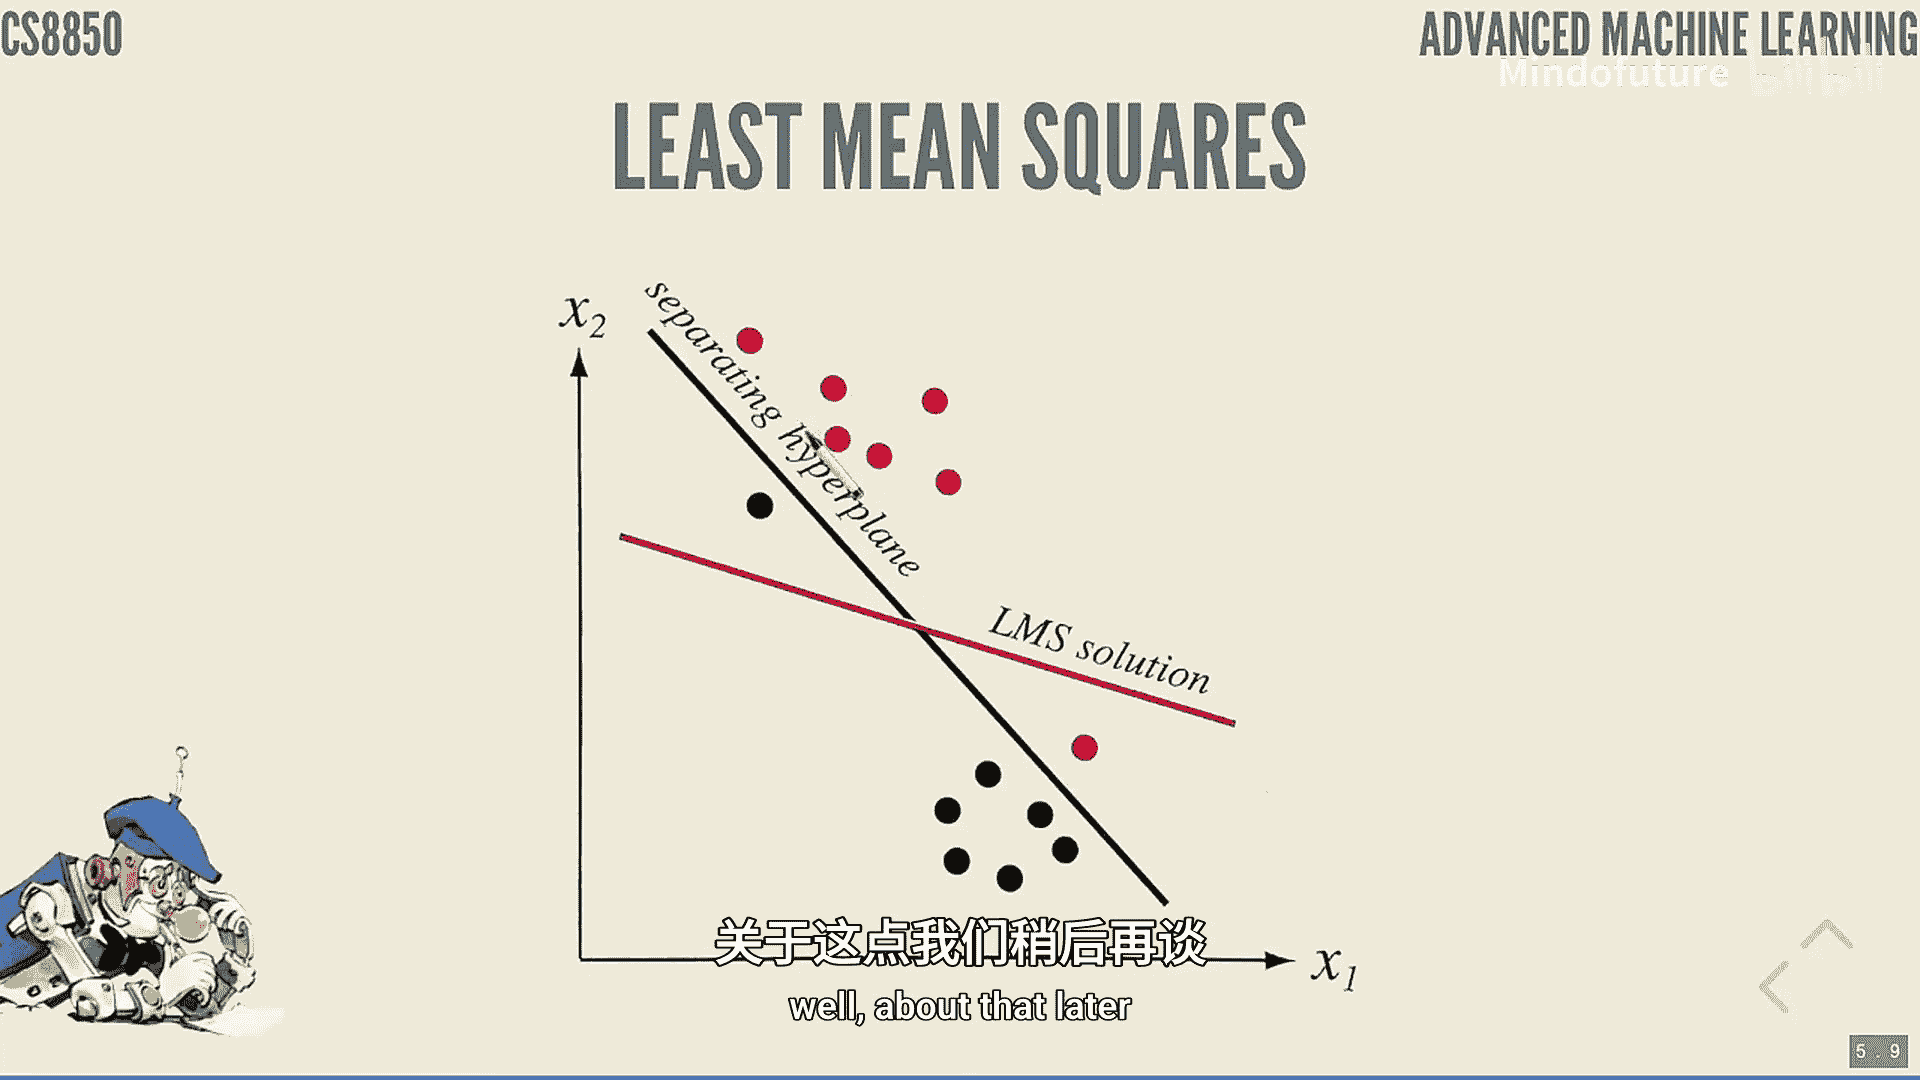 CS8850
ADVANCED MACHINE LEARNING
Mindofuture bilibili
LEAST MEAN SQUARES
x2
separating hyperplane
LMS solution
x1
关于这点我们稍后再谈
well, about that later
5.9